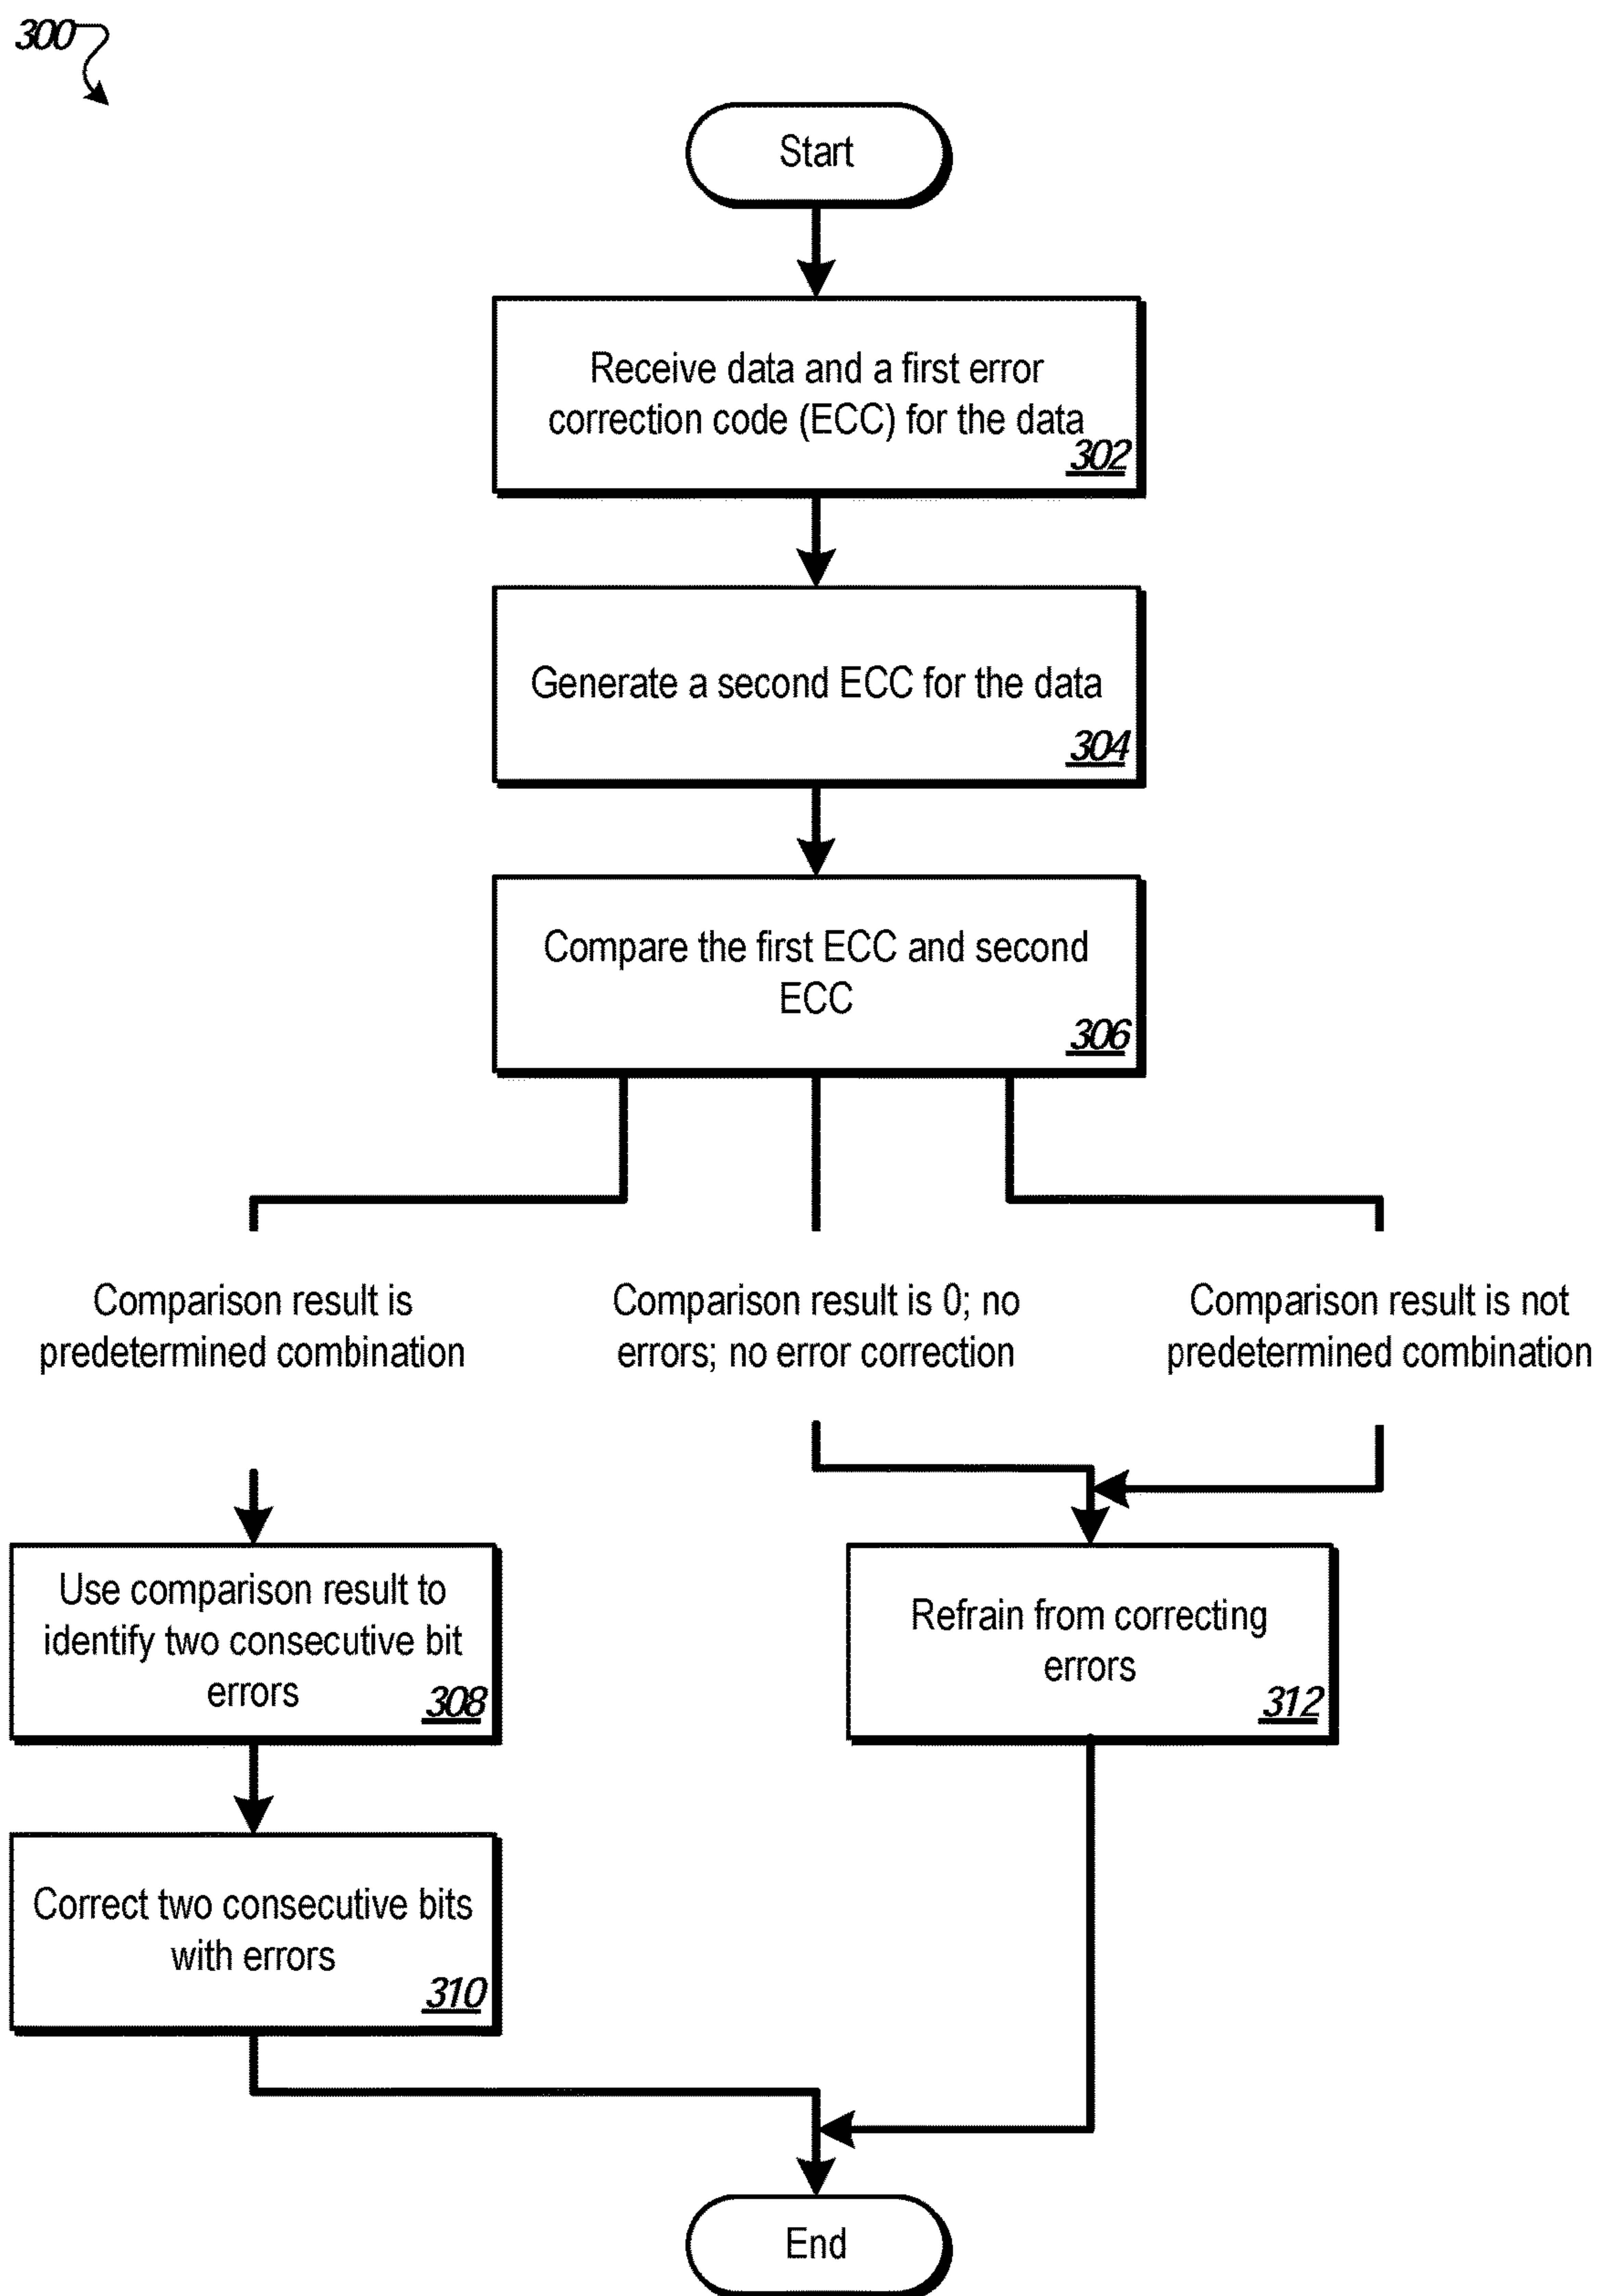 300
Start
Receive data and a first error
correction code (ECC) for the data
302
Generate a second ECC for the data
304
Compare the first ECC and second
ECC
306
Comparison result is
predetermined combination
Comparison result is 0; no
errors; no error correction
Comparison result is not
predetermined combination
Use comparison result to
identify two consecutive bit
errors
308
Refrain from correcting
errors
312
Correct two consecutive bits
with errors
310
End